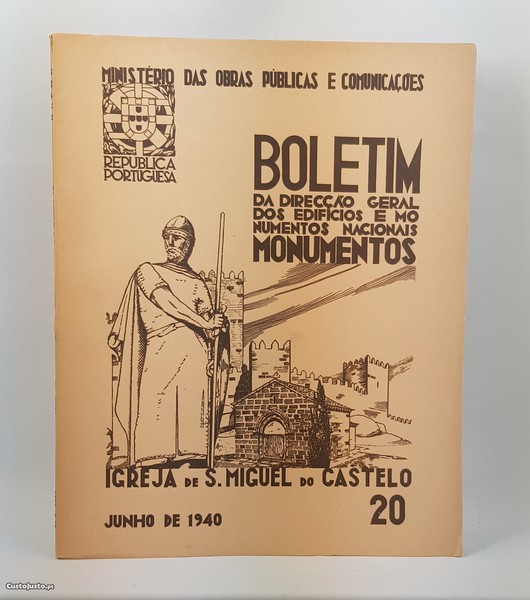 MINISTÉRIO DAS OBRAS PÚBLICAS E COMUNICAÇÕES
REPUBLICA
PORTUGUESA
BOLETIM
DA DIRECÇÃO GERAL
DOS EDIFÍCIOS E MO
NUMENTOS NACIONAIS
MONUMENTOS
IGREJA DE S. MIGUEL DO CASTELO
JUNHO DE 1940
20
CustoJusto.pt